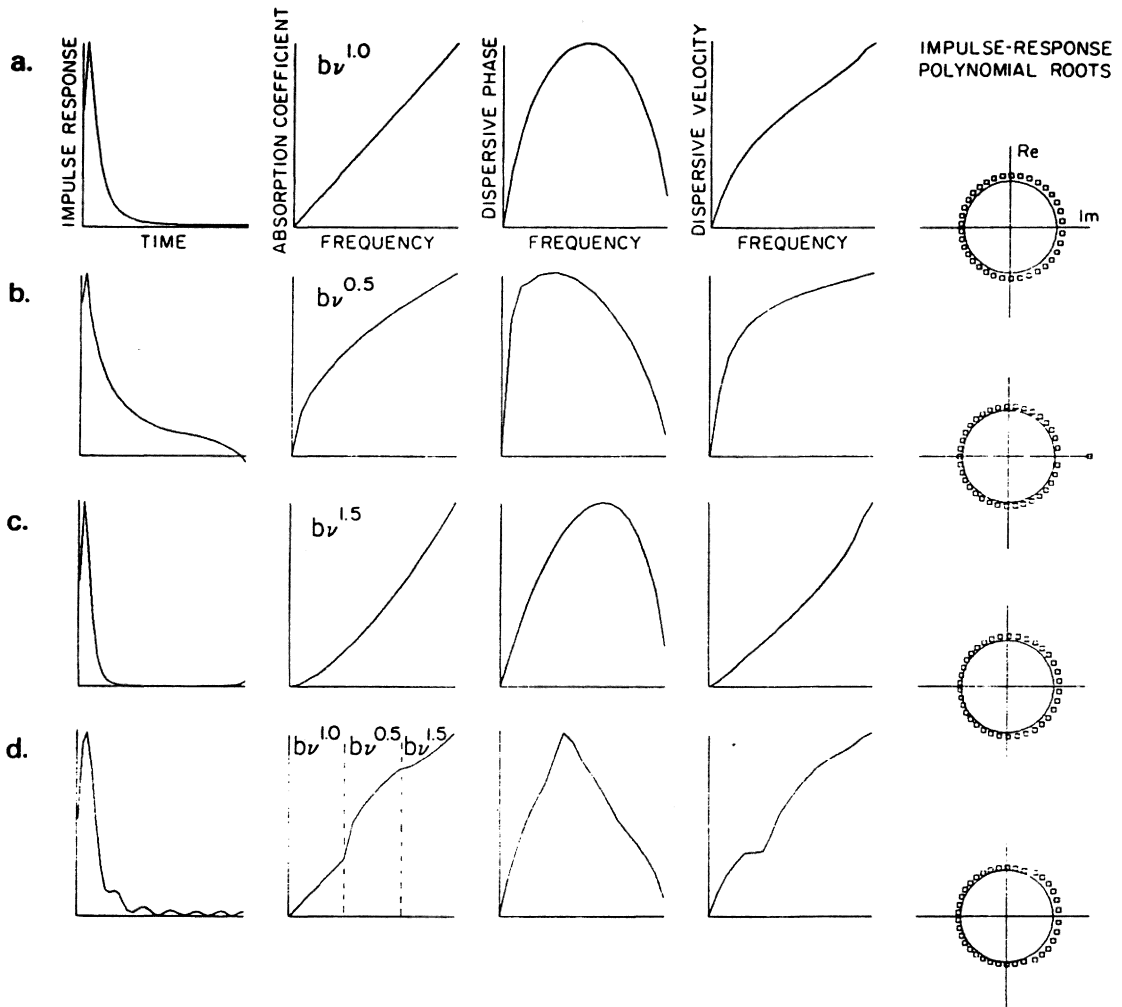 a.
IMPULSE RESPONSE
TIME
ABSORPTION COEFFICIENT
bν^1.0
FREQUENCY
DISPERSIVE PHASE
FREQUENCY
DISPERSIVE VELOCITY
FREQUENCY
IMPULSE-RESPONSE
POLYNOMIAL ROOTS
Re
Im
b.
bν^0.5
c.
bν^1.5
d.
bν^1.0
bν^0.5
bν^1.5